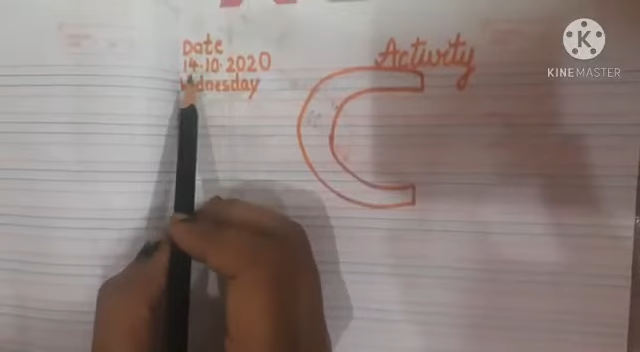 Date
14·10·2020
Wednesday
Activity
C
K
KINEMASTER